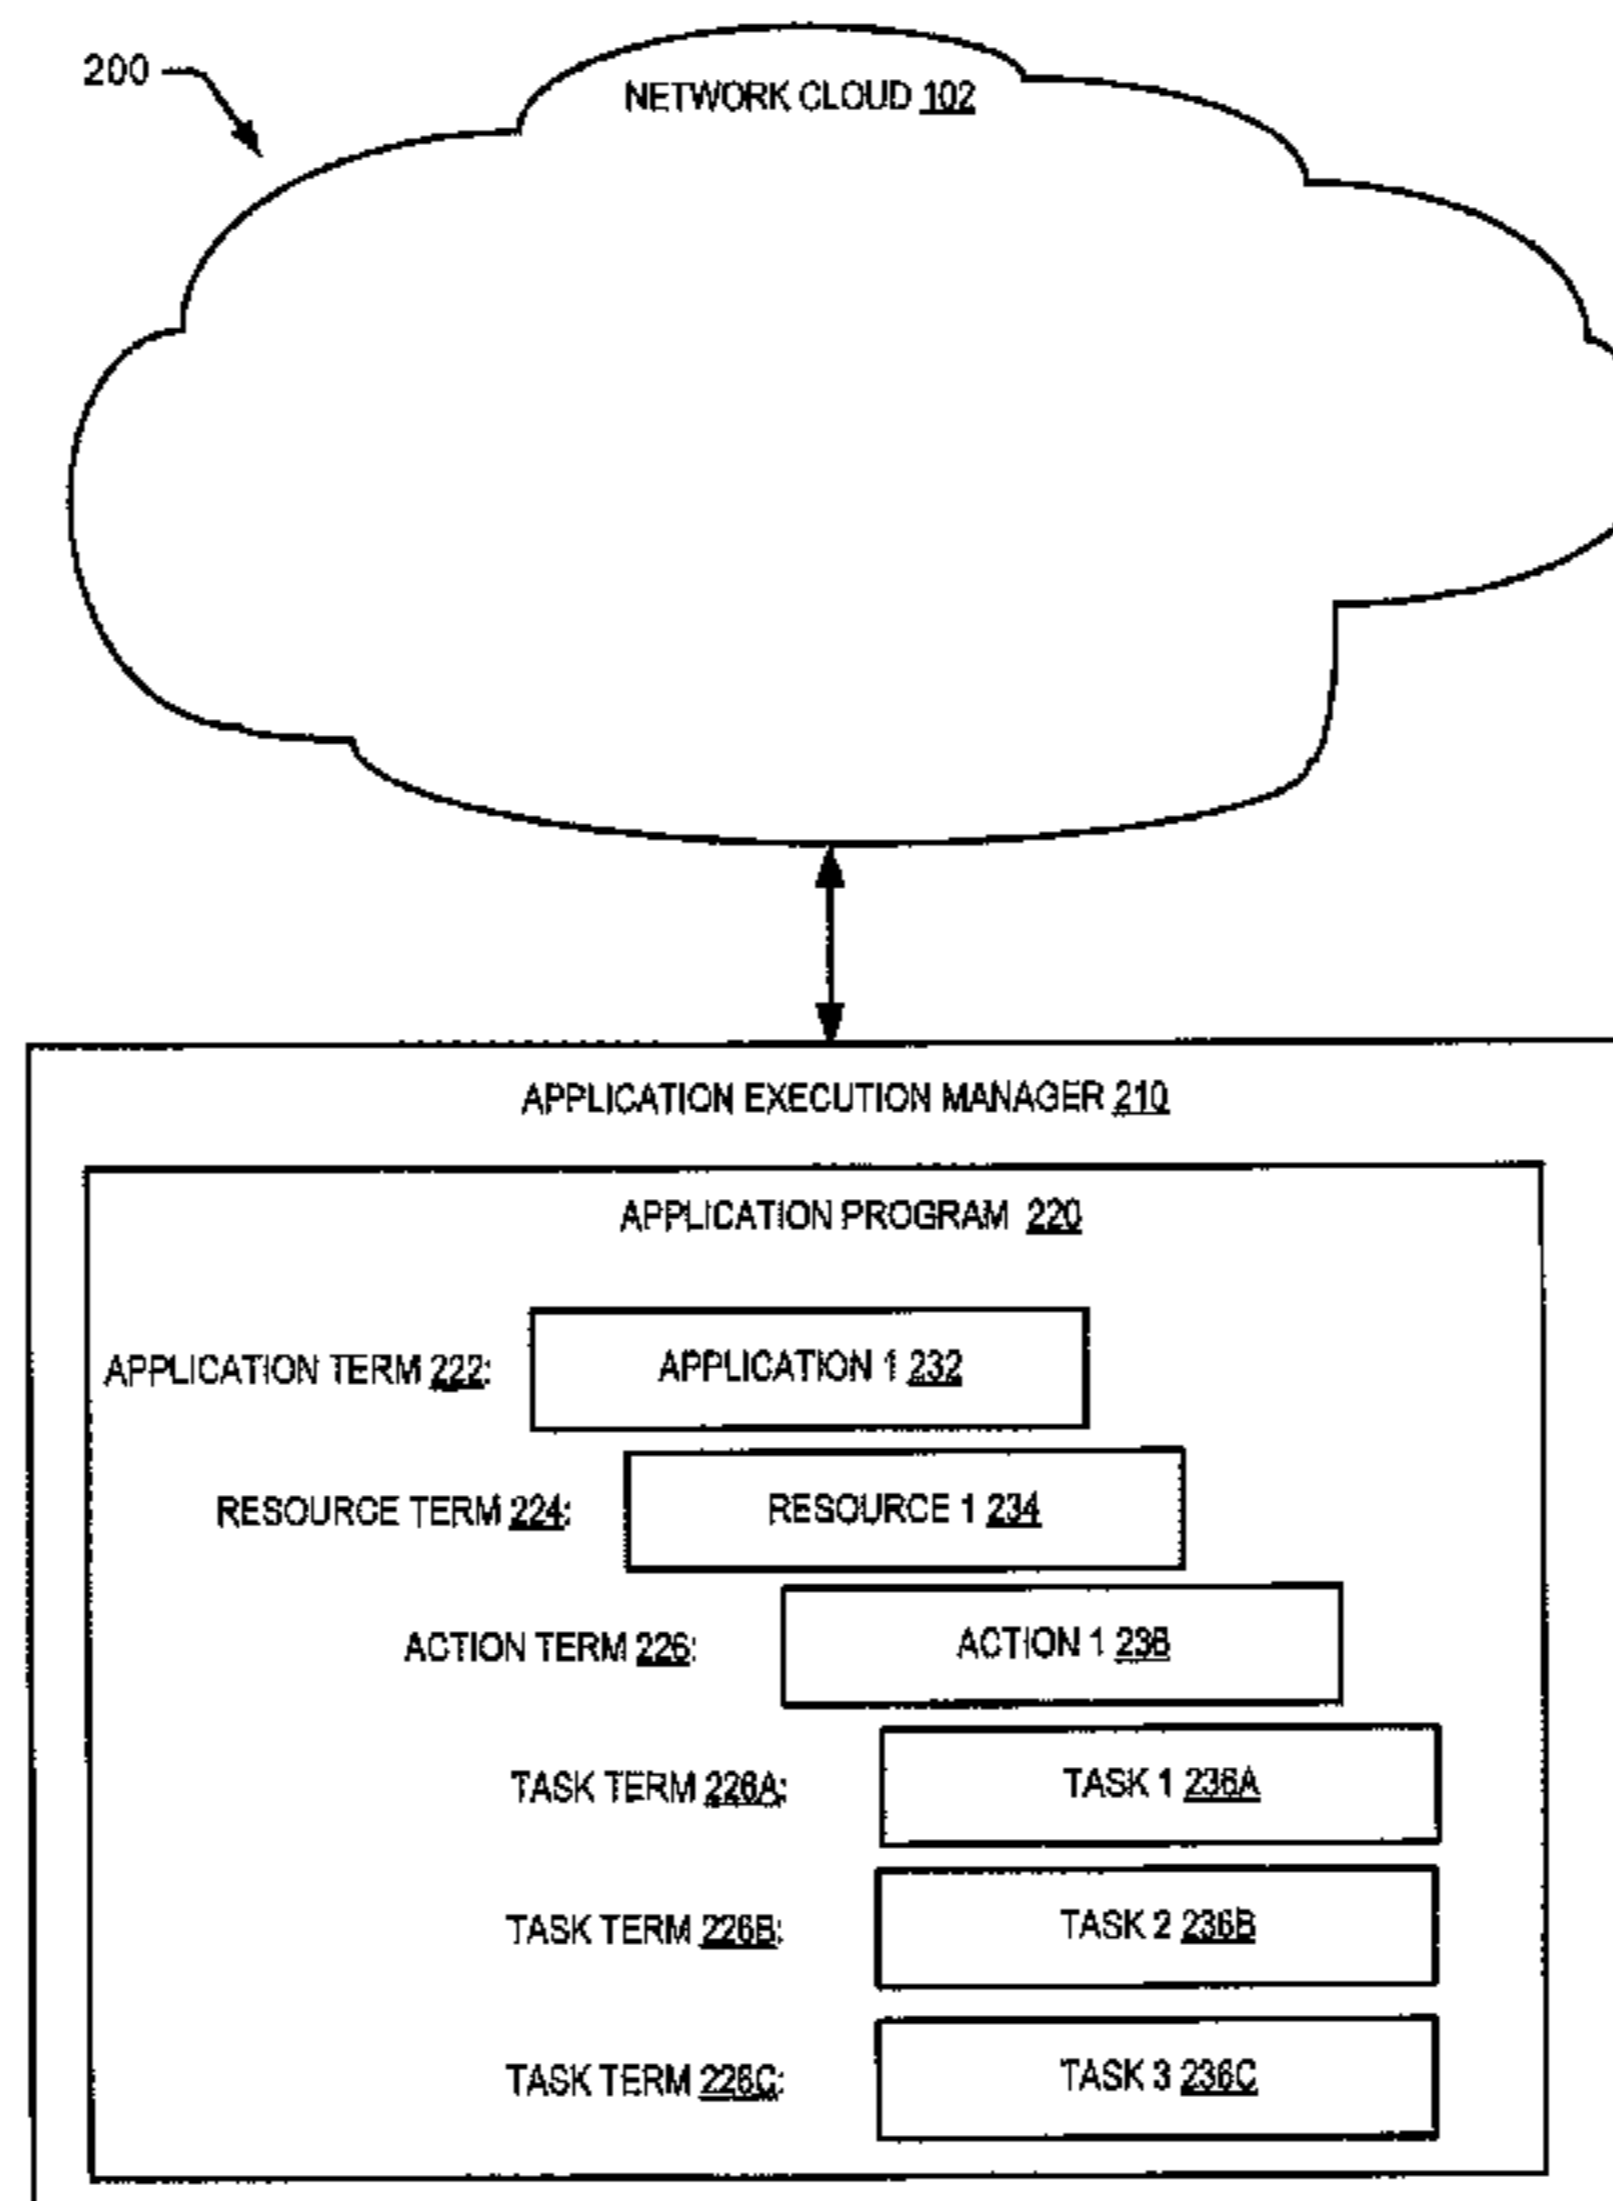 200
NETWORK CLOUD 102
APPLICATION EXECUTION MANAGER 210
APPLICATION PROGRAM 220
APPLICATION TERM 222: APPLICATION 1 232
RESOURCE TERM 224: RESOURCE 1 234
ACTION TERM 226: ACTION 1 236
TASK TERM 226A: TASK 1 236A
TASK TERM 226B: TASK 2 236B
TASK TERM 226C: TASK 3 236C